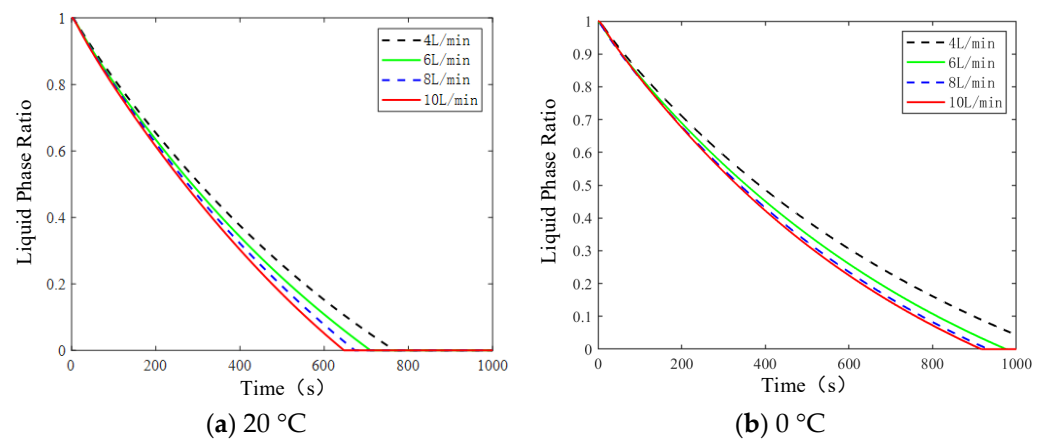 1
0.8
0.6
0.4
0.2
0
Liquid Phase Ratio
0 200 400 600 800 1000
Time（s）
4L/min
6L/min
8L/min
10L/min
(a) 20 °C
1
0.9
0.8
0.7
0.6
0.5
0.4
0.3
0.2
0.1
0
Liquid Phase Ratio
0 200 400 600 800 1000
Time（s）
4L/min
6L/min
8L/min
10L/min
(b) 0 °C